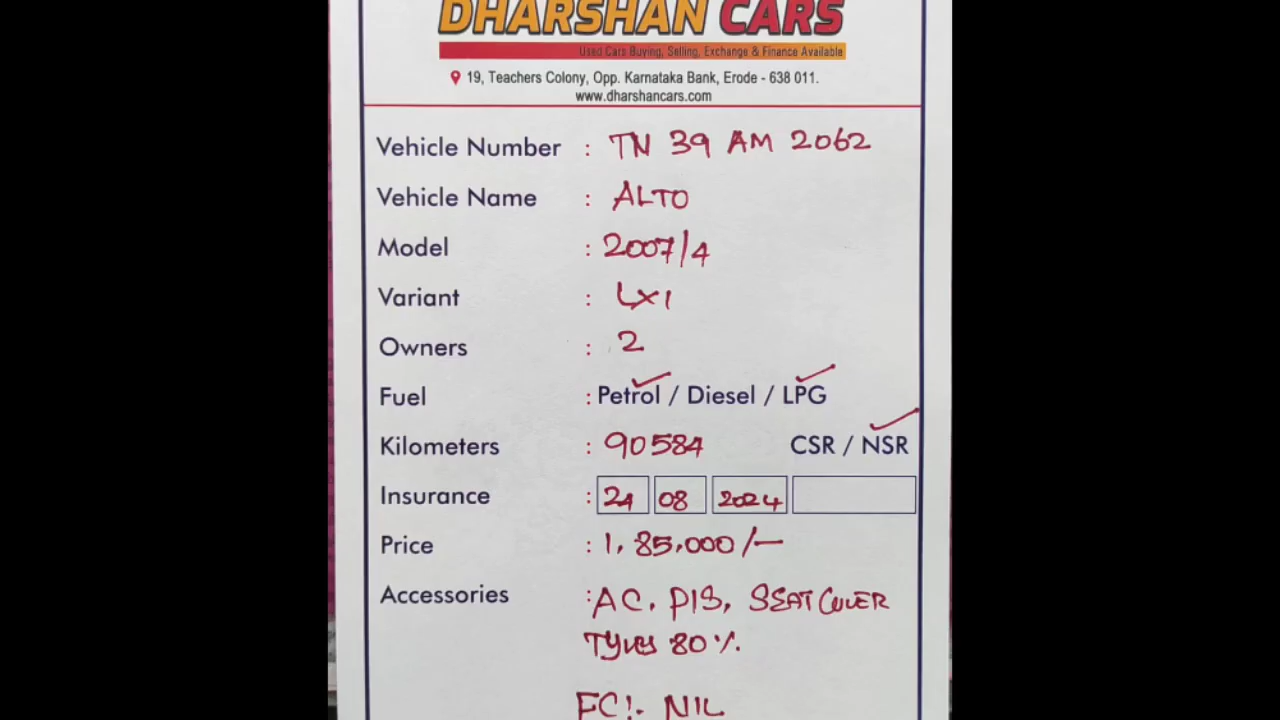 DHARSHAN CARS
Used Cars Buying, Selling, Exchange & Finance Available
19, Teachers Colony, Opp. Karnataka Bank, Erode - 638 011.
www.dharshancars.com
Vehicle Number : TN 39 AM 2062
Vehicle Name : ALTO
Model : 2007/4
Variant : LXI
Owners : 2
Fuel : Petrol / Diesel / LPG
Kilometers : 90584 CSR / NSR
Insurance : 24 08 2024
Price : 1,85,000/-
Accessories : AC, P/S, SEAT COVER
Tyres 80%.
FC:- NIL